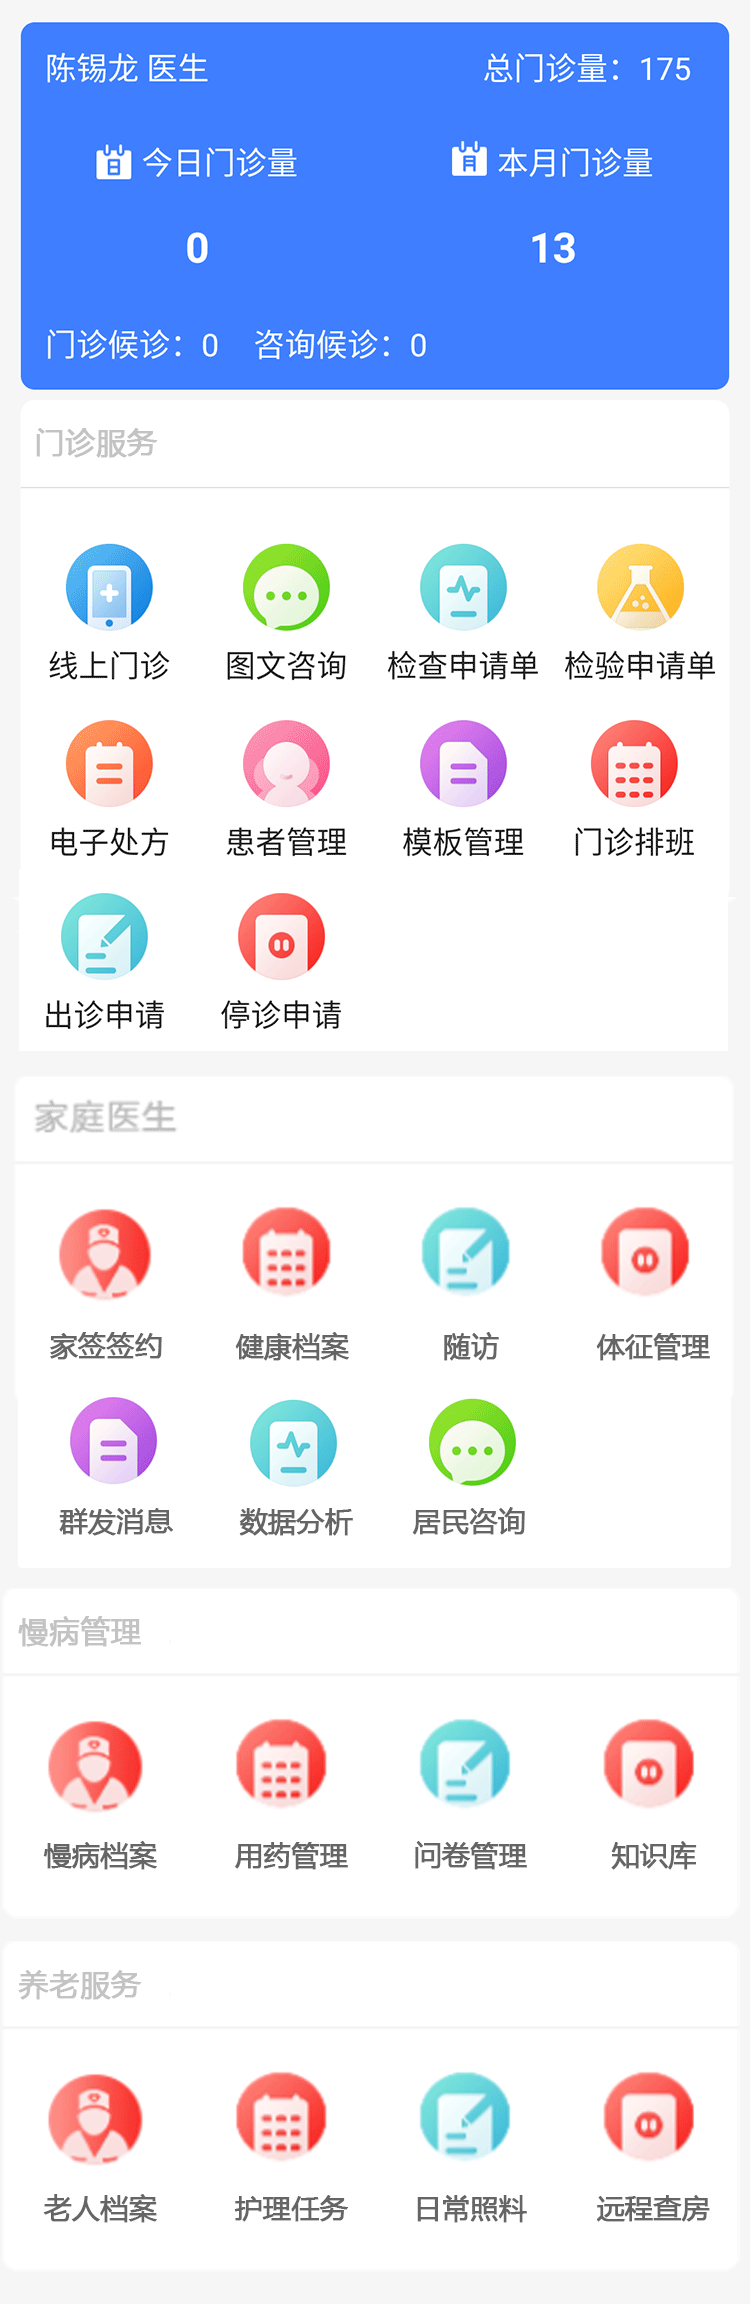 陈锡龙 医生 总门诊量：175
日 今日门诊量 月 本月门诊量
0 13
门诊候诊：0 咨询候诊：0
门诊服务
线上门诊 图文咨询 检查申请单 检验申请单
电子处方 患者管理 模板管理 门诊排班
出诊申请 停诊申请
家庭医生
家签签约 健康档案 随访 体征管理
群发消息 数据分析 居民咨询
慢病管理
慢病档案 用药管理 问卷管理 知识库
养老服务
老人档案 护理任务 日常照料 远程查房